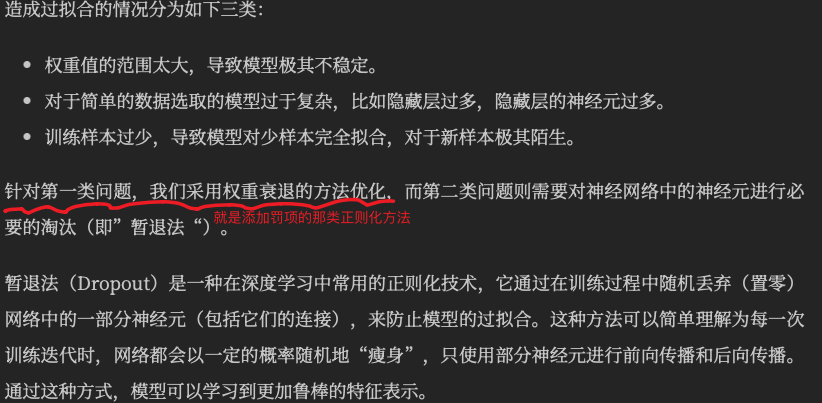 造成过拟合的情况分为如下三类：
• 权重值的范围太大，导致模型极其不稳定。
• 对于简单的数据选取的模型过于复杂，比如隐藏层过多，隐藏层的神经元过多。
• 训练样本过少，导致模型对少样本完全拟合，对于新样本极其陌生。
针对第一类问题，我们采用权重衰退的方法优化，而第二类问题则需要对神经网络中的神经元进行必
就是添加罚项的那类正则化方法
要的淘汰（即”暂退法“）。
暂退法（Dropout）是一种在深度学习中常用的正则化技术，它通过在训练过程中随机丢弃（置零）
网络中的一部分神经元（包括它们的连接），来防止模型的过拟合。这种方法可以简单理解为每一次
训练迭代时，网络都会以一定的概率随机地“瘦身”，只使用部分神经元进行前向传播和后向传播。
通过这种方式，模型可以学习到更加鲁棒的特征表示。